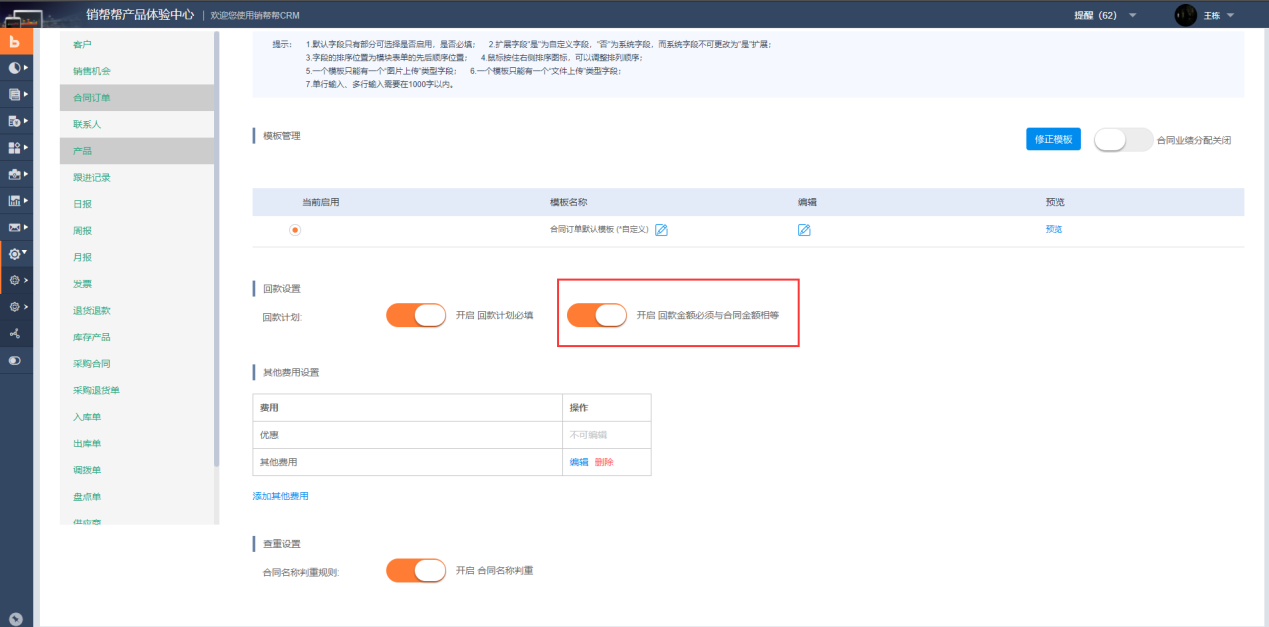 销帮帮产品体验中心 | 欢迎您使用销帮帮CRM
提醒（62）
王栋
客户
销售机会
合同订单
联系人
产品
跟进记录
日报
周报
月报
发票
退货退款
库存产品
采购合同
采购退货单
入库单
出库单
调拨单
盘点单
供应商
提示： 1.默认字段只有部分可选择是否启用、是否必填； 2.扩展字段"是"为自定义字段，"否"为系统字段，而系统字段不可更改为"是"扩展；
3.字段的排序位置为模块表单的先后顺序位置； 4.鼠标按住右侧排序图标，可以调整排列顺序；
5.一个模板只能有一个"图片上传"类型字段； 6.一个模板只能有一个"文件上传"类型字段；
7.单行输入、多行输入需要在1000字以内。
模板管理
修正模板
合同业绩分配关闭
当前启用 模板名称 编辑 预览
合同订单默认模板 (*自定义) 预览
回款设置
回款计划: 开启 回款计划必填 开启 回款金额必须与合同金额相等
其他费用设置
费用 操作
优惠 不可编辑
其他费用 编辑 删除
添加其他费用
查重设置
合同名称判重规则: 开启 合同名称判重